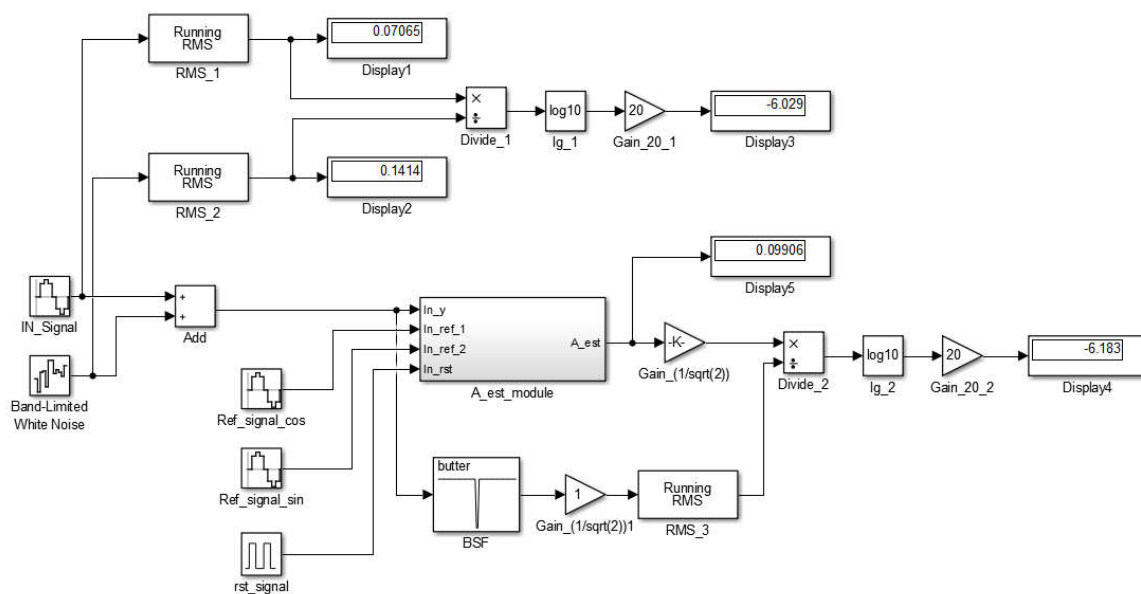 Running
RMS
RMS_1
0.07065
Display1
×
÷
Divide_1
log10
lg_1
20
Gain_20_1
-6.029
Display3
Running
RMS
RMS_2
0.1414
Display2
0.09906
Display5
IN_Signal
+
+
Add
In_y
In_ref_1
In_ref_2
In_rst
A_est
A_est_module
-K-
Gain_(1/sqrt(2))
×
÷
Divide_2
log10
lg_2
20
Gain_20_2
-6.183
Display4
Band-Limited
White Noise
Ref_signal_cos
Ref_signal_sin
rst_signal
butter
BSF
1
Gain_(1/sqrt(2))1
Running
RMS
RMS_3